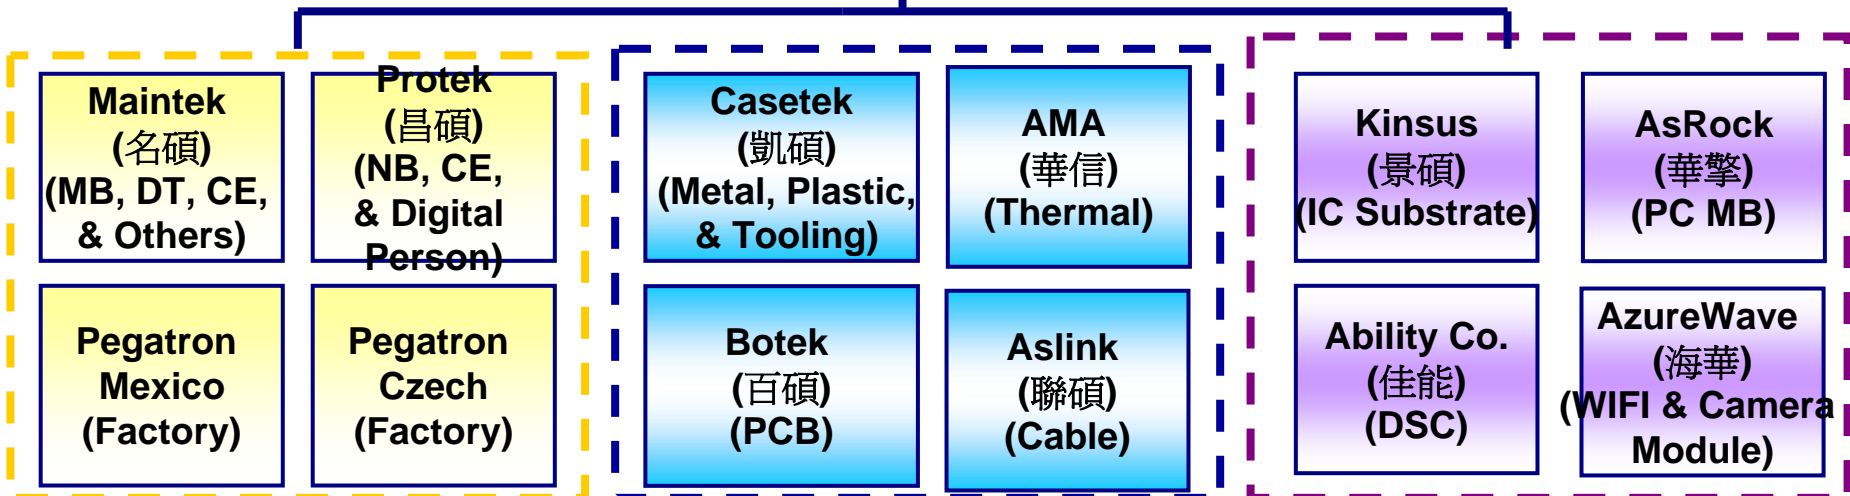 Maintek
(名碩)
(MB, DT, CE,
& Others)
Protek
(昌碩)
(NB, CE,
& Digital
Person)
Pegatron
Mexico
(Factory)
Pegatron
Czech
(Factory)
Casetek
(凱碩)
(Metal, Plastic,
& Tooling)
AMA
(華信)
(Thermal)
Botek
(百碩)
(PCB)
Aslink
(聯碩)
(Cable)
Kinsus
(景碩)
(IC Substrate)
AsRock
(華擎)
(PC MB)
Ability Co.
(佳能)
(DSC)
AzureWave
(海華)
(WIFI & Camera
Module)